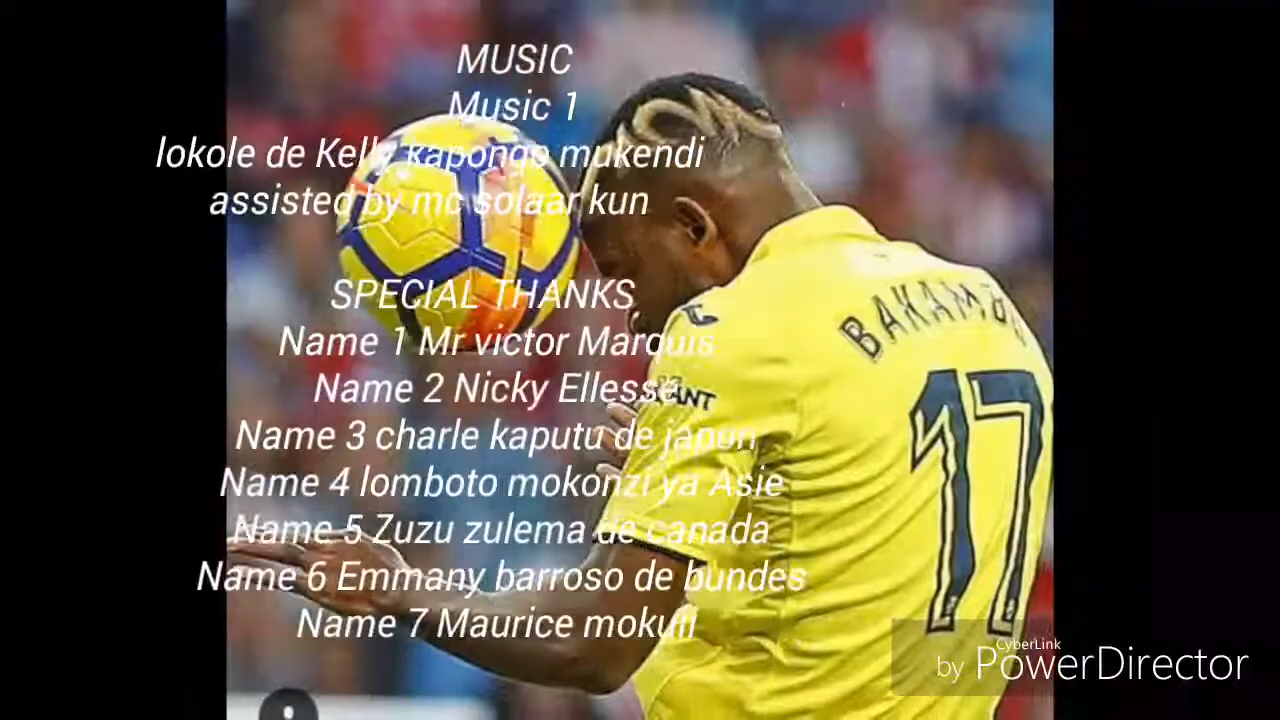 MUSIC
Music 1
lokole de Kelly kapongo mukendi
assisted by mc solaar kun
SPECIAL THANKS
Name 1 Mr victor Marquis
Name 2 Nicky Ellesse
Name 3 charle kaputu de japon
Name 4 lomboto mokonzi ya Asie
Name 5 Zuzu zulema de canada
Name 6 Emmany barroso de bundes
Name 7 Maurice mokuli
BAKAMBU
17
CyberLink
by PowerDirector